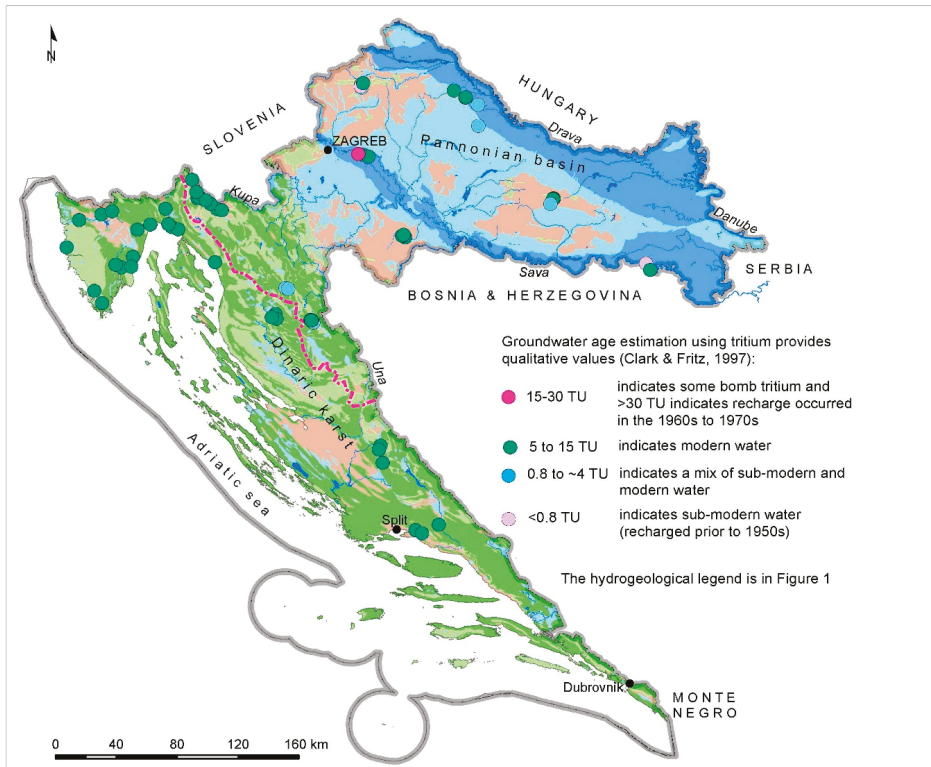 N
SLOVENIA
HUNGARY
Drava
ZAGREB
Pannonian basin
Kupa
Danube
Sava
SERBIA
BOSNIA & HERZEGOVINA
Una
Dinaric karst
Adriatic sea
Split
Dubrovnik
MONTE
NEGRO
Groundwater age estimation using tritium provides
qualitative values (Clark & Fritz, 1997):
15-30 TU indicates some bomb tritium and
>30 TU indicates recharge occurred
in the 1960s to 1970s
5 to 15 TU indicates modern water
0.8 to ~4 TU indicates a mix of sub-modern and
modern water
<0.8 TU indicates sub-modern water
(recharged prior to 1950s)
The hydrogeological legend is in Figure 1
0 40 80 120 160 km